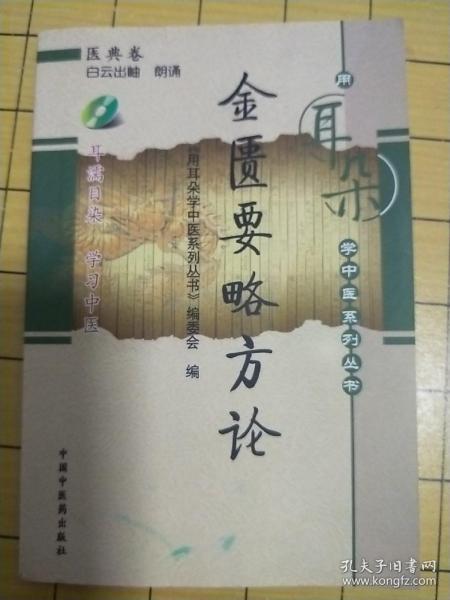 医典卷
白云出岫 朗诵
耳濡目染 学习中医
金匮要略方论
《用耳朵学中医系列丛书》编委会 编
用
耳朵
学中医系列丛书
中国中医药出版社
孔夫子旧书网
www.kongfz.com